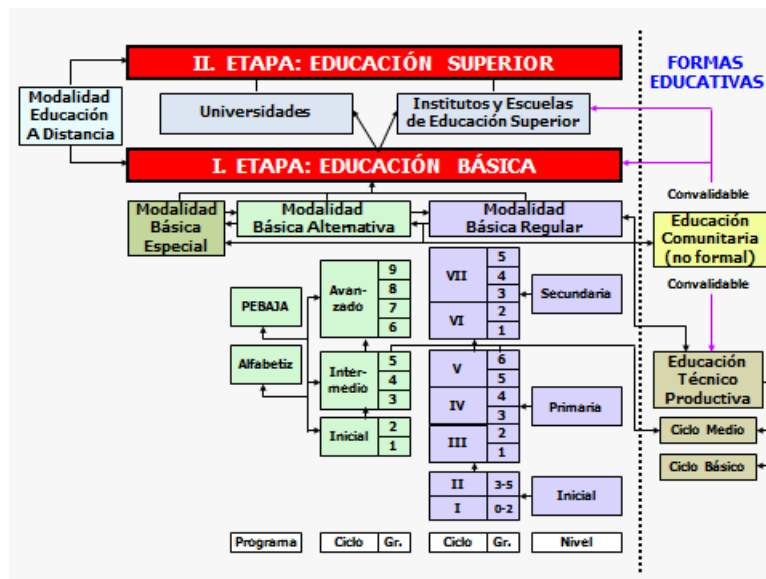 II. ETAPA: EDUCACIÓN SUPERIOR
FORMAS
EDUCATIVAS
Modalidad
Educación
A Distancia
Universidades
Institutos y Escuelas
de Educación Superior
I. ETAPA: EDUCACIÓN BÁSICA
Convalidable
Modalidad
Básica
Especial
Modalidad
Básica Alternativa
Modalidad
Básica Regular
Educación
Comunitaria
(no formal)
Convalidable
PEBAJA
Alfabetiz
Avan-
zado
9
8
7
6
Inter-
medio
5
4
3
Inicial
2
1
VII
5
4
3
VI
2
1
Secundaria
V
6
5
IV
4
3
III
2
1
Primaria
II
3-5
I
0-2
Inicial
Educación
Técnico
Productiva
Ciclo Medio
Ciclo Básico
Programa
Ciclo
Gr.
Ciclo
Gr.
Nivel